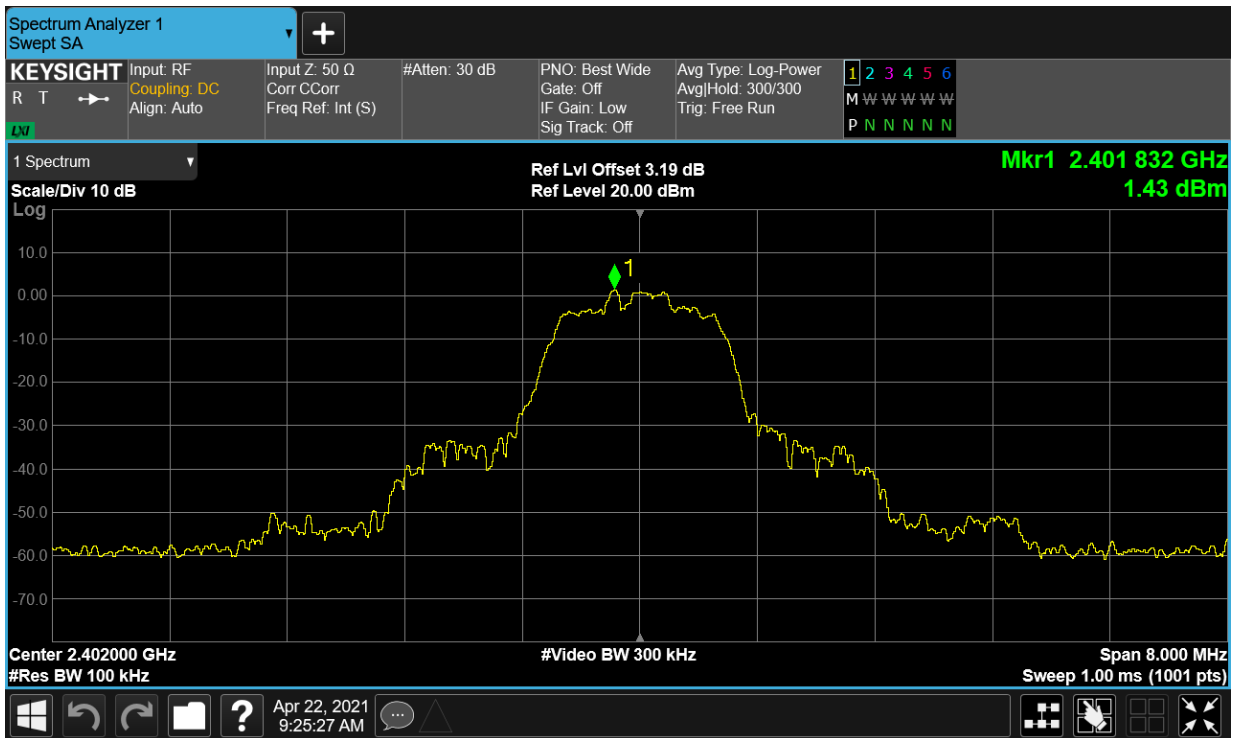 Spectrum Analyzer 1
Swept SA
+
KEYSIGHT Input: RF Input Z: 50 Ω #Atten: 30 dB PNO: Best Wide Avg Type: Log-Power 1 2 3 4 5 6
R T Coupling: DC Corr CCorr Gate: Off Avg|Hold: 300/300 M W W W W W
Align: Auto Freq Ref: Int (S) IF Gain: Low Trig: Free Run
LXI Sig Track: Off P N N N N N
1 Spectrum Ref Lvl Offset 3.19 dB Mkr1 2.401 832 GHz
Scale/Div 10 dB Ref Level 20.00 dBm 1.43 dBm
Log
10.0
1
0.00
-10.0
-20.0
-30.0
-40.0
-50.0
-60.0
-70.0
Center 2.402000 GHz #Video BW 300 kHz Span 8.000 MHz
#Res BW 100 kHz Sweep 1.00 ms (1001 pts)
? Apr 22, 2021
9:25:27 AM